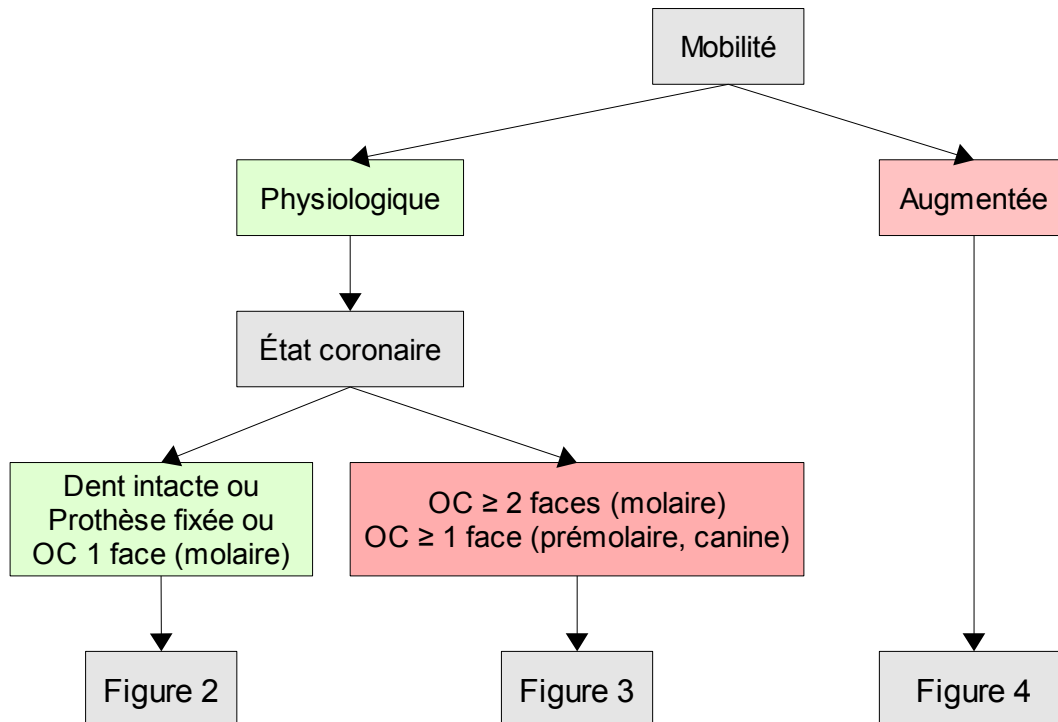 Mobilité
Physiologique
Augmentée
État coronaire
Dent intacte ou
Prothèse fixée ou
OC 1 face (molaire)
OC ≥ 2 faces (molaire)
OC ≥ 1 face (prémolaire, canine)
Figure 2
Figure 3
Figure 4